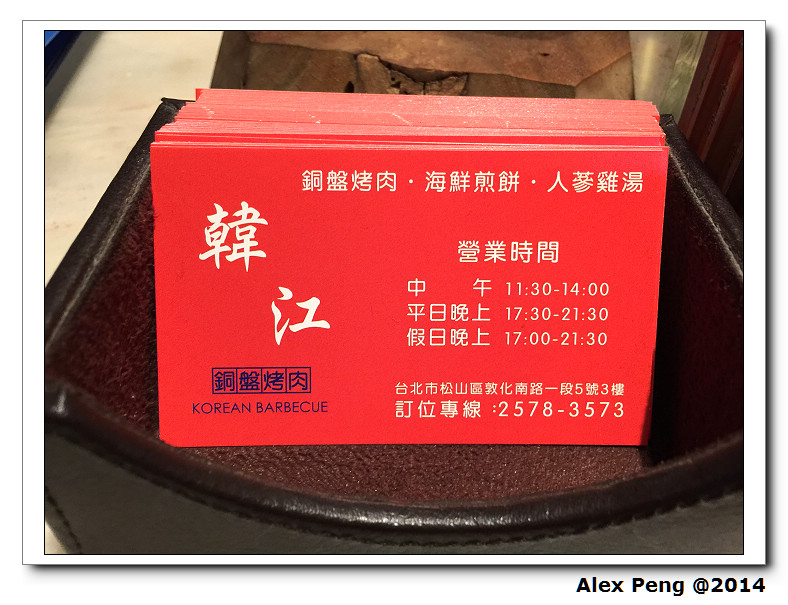 銅盤烤肉・海鮮煎餅・人蔘雞湯
韓
江
銅盤烤肉
KOREAN BARBECUE
營業時間
中 午 11:30-14:00
平日晚上 17:30-21:30
假日晚上 17:00-21:30
台北市松山區敦化南路一段5號3樓
訂位專線:2578-3573
Alex Peng @2014